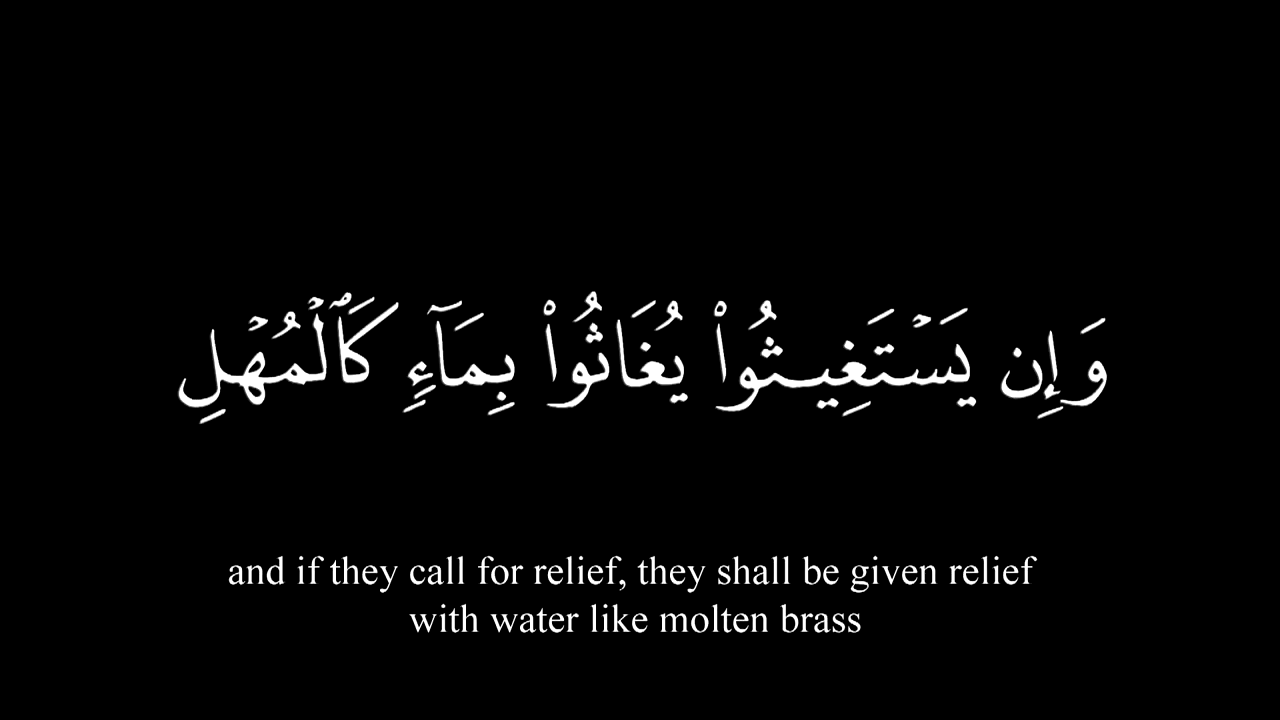 وَإِن يَسۡتَغِيثُواْ يُغَاثُواْ بِمَآءٖ كَٱلۡمُهۡلِ
and if they call for relief, they shall be given relief
with water like molten brass